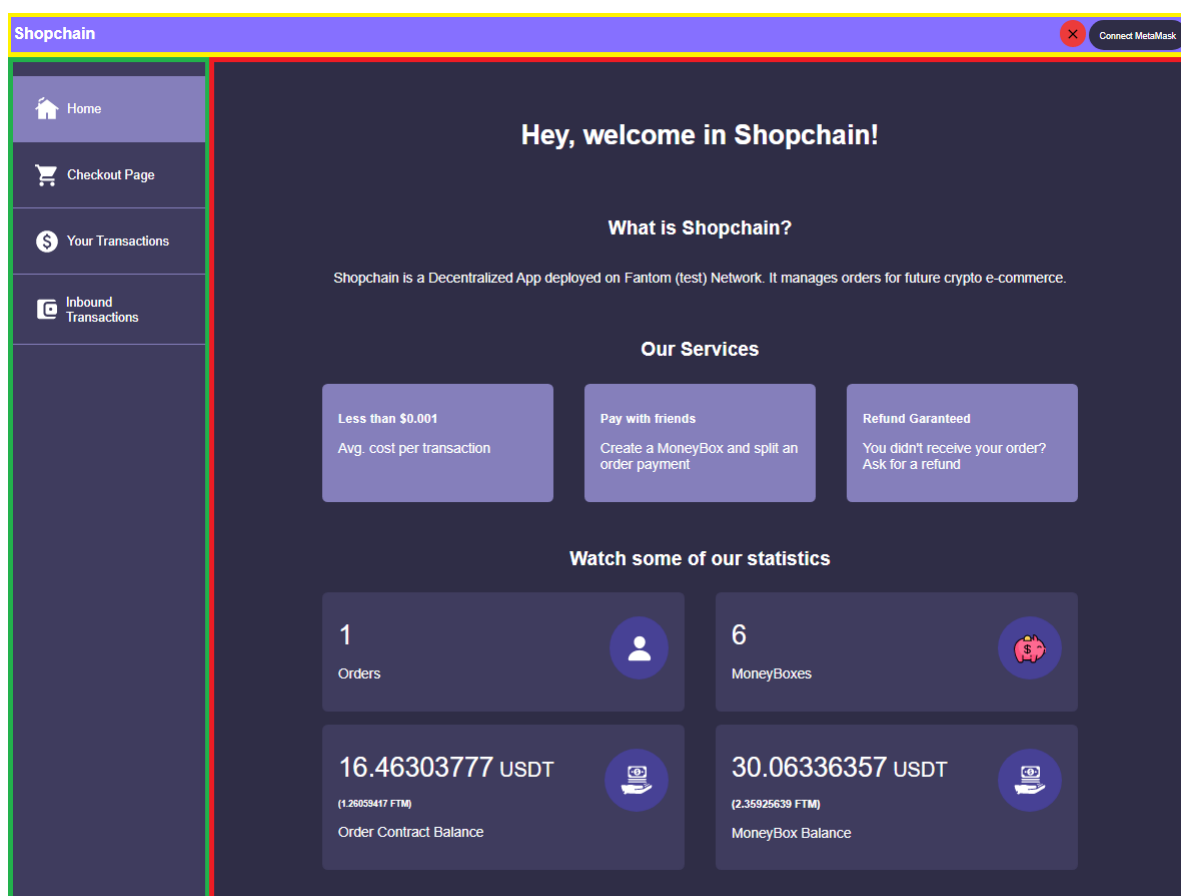 Shopchain
Connect MetaMask
Home
Checkout Page
Your Transactions
Inbound
Transactions
Hey, welcome in Shopchain!
What is Shopchain?
Shopchain is a Decentralized App deployed on Fantom (test) Network. It manages orders for future crypto e-commerce.
Our Services
Less than $0.001
Avg. cost per transaction
Pay with friends
Create a MoneyBox and split an
order payment
Refund Garanteed
You didn't receive your order?
Ask for a refund
Watch some of our statistics
1
Orders
6
MoneyBoxes
16.46303777 USDT
(1.26059417 FTM)
Order Contract Balance
30.06336357 USDT
(2.35925639 FTM)
MoneyBox Balance